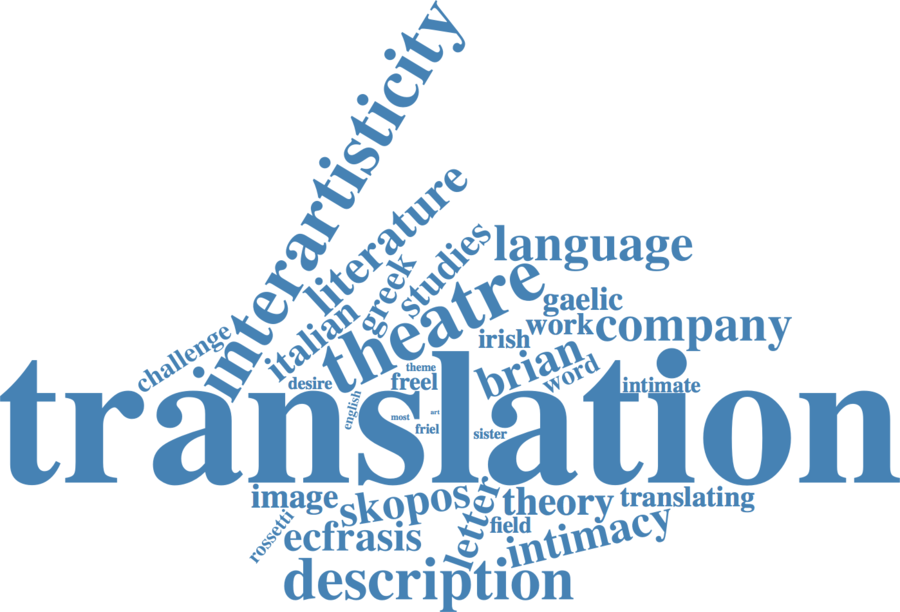 interartisticity
literature
studies
language
greek
theatre
gaelic
italian
challenge
irish
work
company
brian
word
theme
desire
freel
intimate
english
most
art
friel
sister
translation
image
skopos
letter
theory
translating
rossetti
ecfrasis
field
intimacy
description